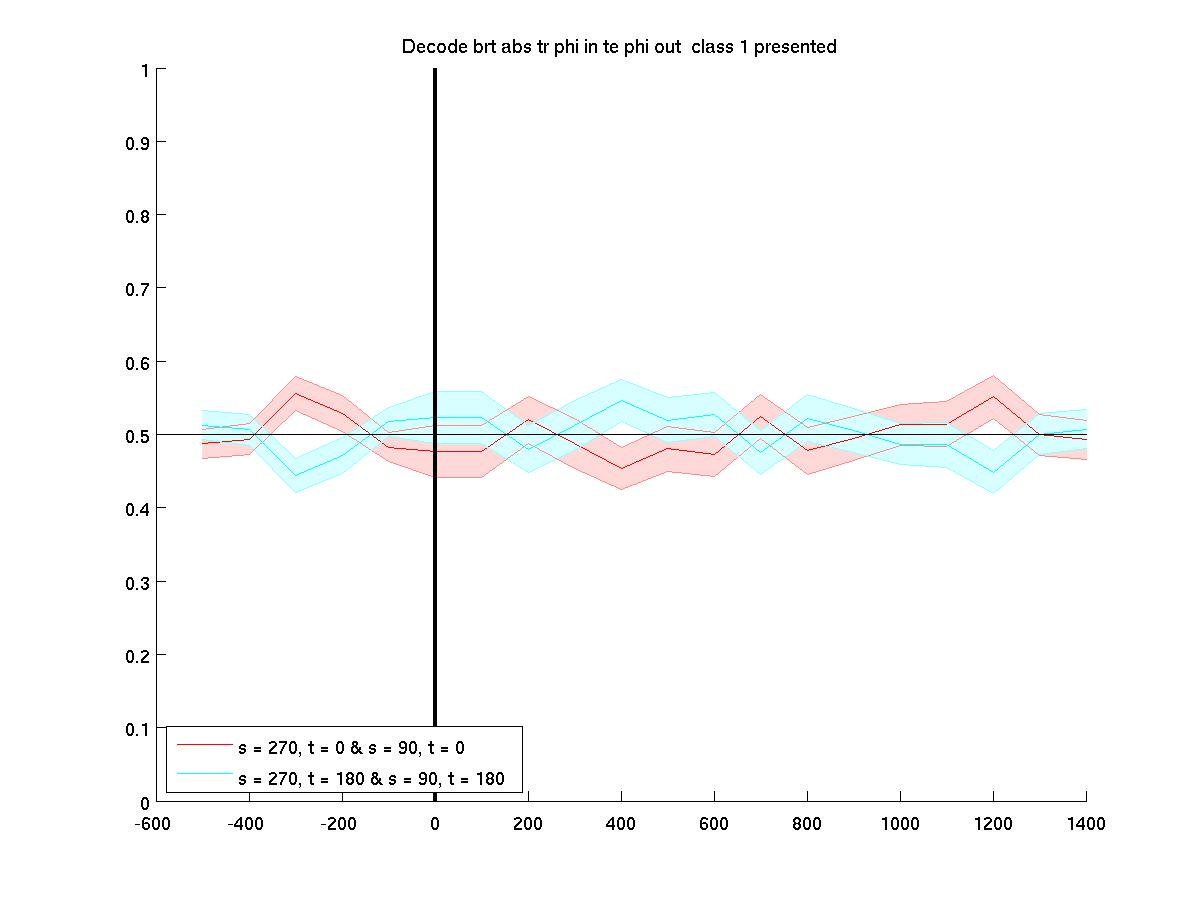 Decode brt abs tr phi in te phi out  class 1 presented
1
0.9
0.8
0.7
0.6
0.5
0.4
0.3
0.2
0.1
0
s = 270, t = 0 & s = 90, t = 0
s = 270, t = 180 & s = 90, t = 180
-600 -400 -200 0 200 400 600 800 1000 1200 1400